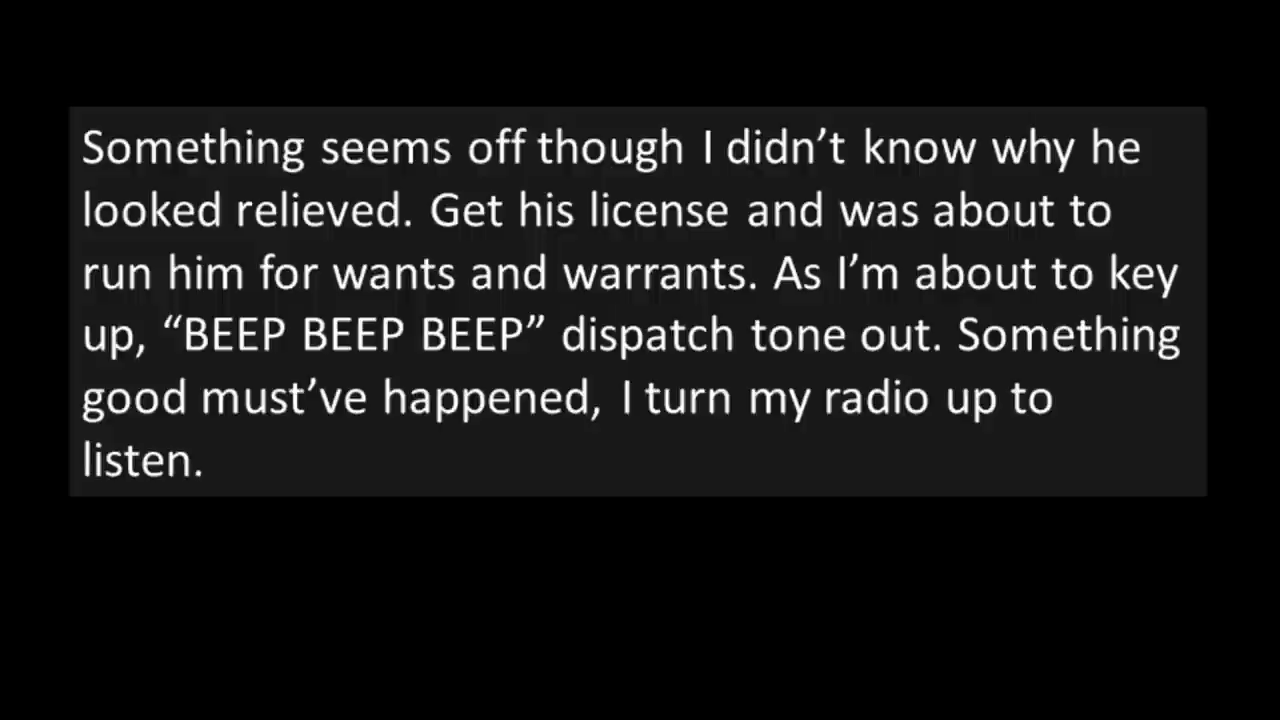 Something seems off though I didn’t know why he
looked relieved. Get his license and was about to
run him for wants and warrants. As I’m about to key
up, “BEEP BEEP BEEP” dispatch tone out. Something
good must’ve happened, I turn my radio up to
listen.